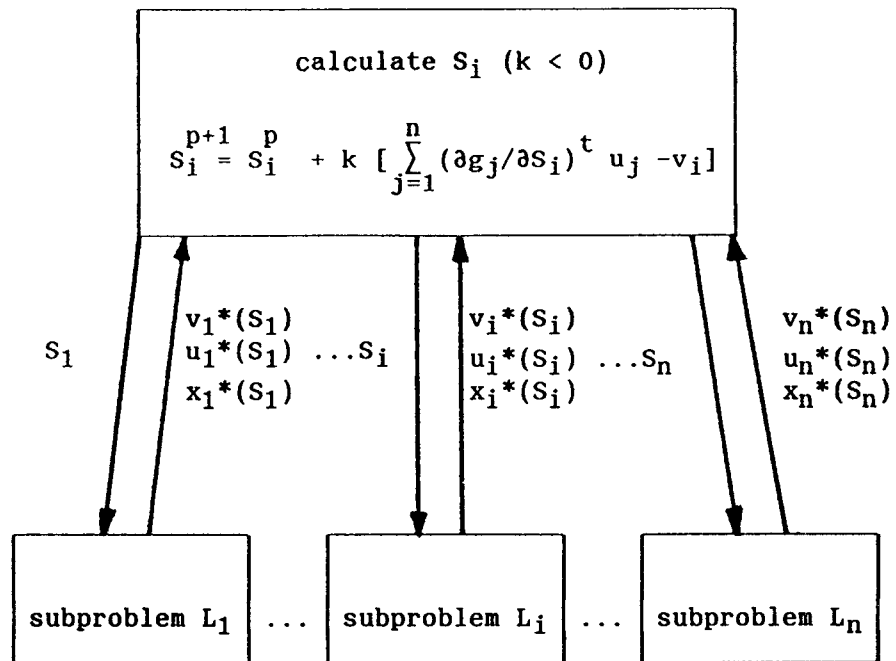 calculate S_i (k < 0)
S_i^{p+1} = S_i^p + k [ \sum_{j=1}^{n} (∂g_j/∂S_i)^t u_j -v_i]
v_1*(S_1) v_i*(S_i) v_n*(S_n)
S_1 u_1*(S_1) ...S_i u_i*(S_i) ...S_n u_n*(S_n)
x_1*(S_1) x_i*(S_i) x_n*(S_n)
subproblem L_1 ... subproblem L_i ... subproblem L_n